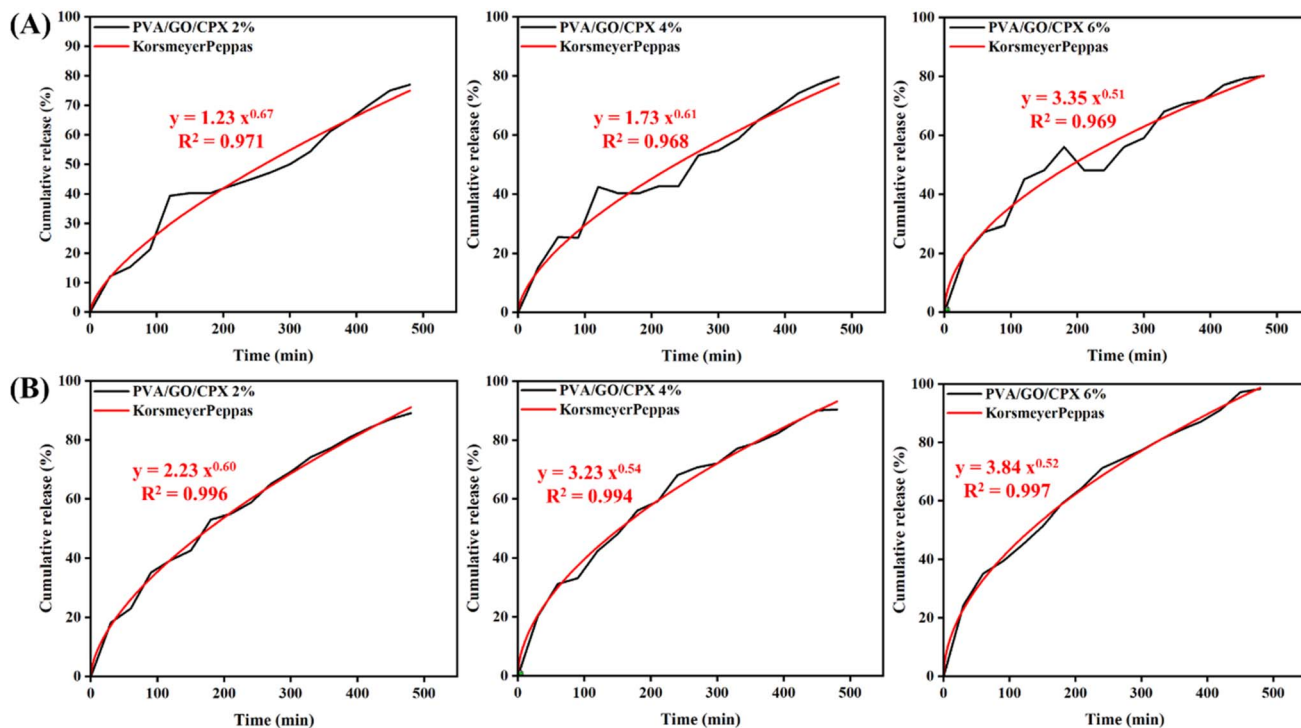 (A)
PVA/GO/CPX 2%
KorsmeyerPeppas
y = 1.23 x^0.67
R² = 0.971
Cumulative release (%)
100
90
80
70
60
50
40
30
20
10
0
0 100 200 300 400 500
Time (min)
PVA/GO/CPX 4%
KorsmeyerPeppas
y = 1.73 x^0.61
R² = 0.968
Cumulative release (%)
100
80
60
40
20
0
0 100 200 300 400 500
Time (min)
PVA/GO/CPX 6%
KorsmeyerPeppas
y = 3.35 x^0.51
R² = 0.969
Cumulative release (%)
100
80
60
40
20
0
0 100 200 300 400 500
Time (min)
(B)
PVA/GO/CPX 2%
KorsmeyerPeppas
y = 2.23 x^0.60
R² = 0.996
Cumulative release (%)
100
80
60
40
20
0
0 100 200 300 400 500
Time (min)
PVA/GO/CPX 4%
KorsmeyerPeppas
y = 3.23 x^0.54
R² = 0.994
Cumulative release (%)
100
80
60
40
20
0
0 100 200 300 400 500
Time (min)
PVA/GO/CPX 6%
KorsmeyerPeppas
y = 3.84 x^0.52
R² = 0.997
Cumulative release (%)
100
80
60
40
20
0
0 100 200 300 400 500
Time (min)